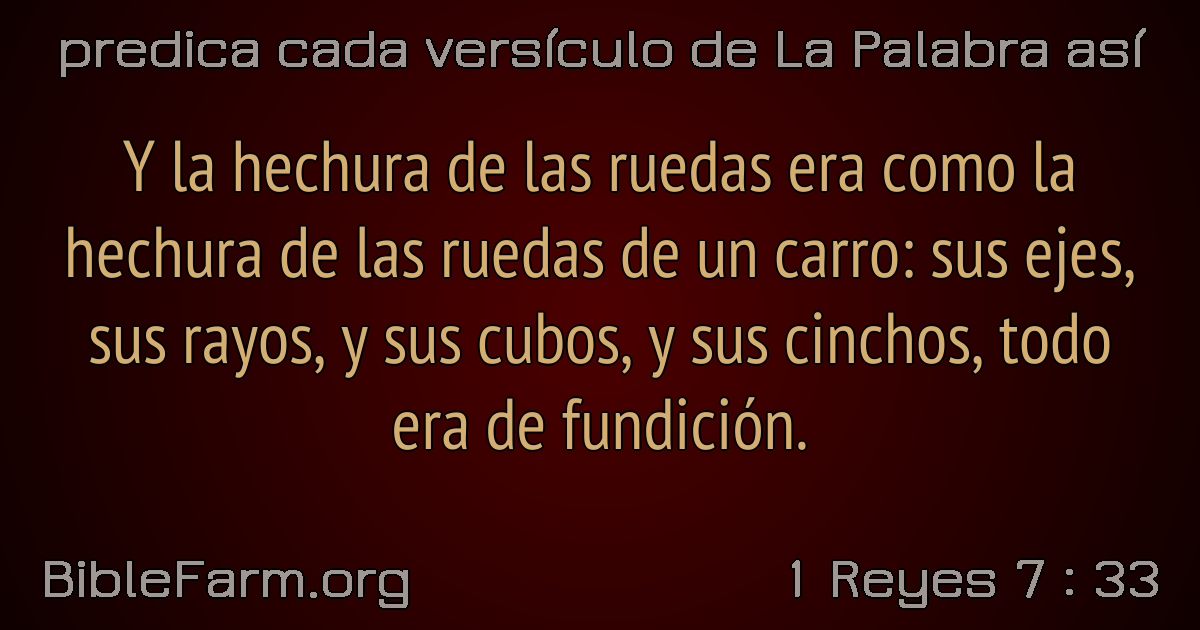 predica cada versículo de La Palabra así
Y la hechura de las ruedas era como la
hechura de las ruedas de un carro: sus ejes,
sus rayos, y sus cubos, y sus cinchos, todo
era de fundición.
BibleFarm.org
1 Reyes 7 : 33